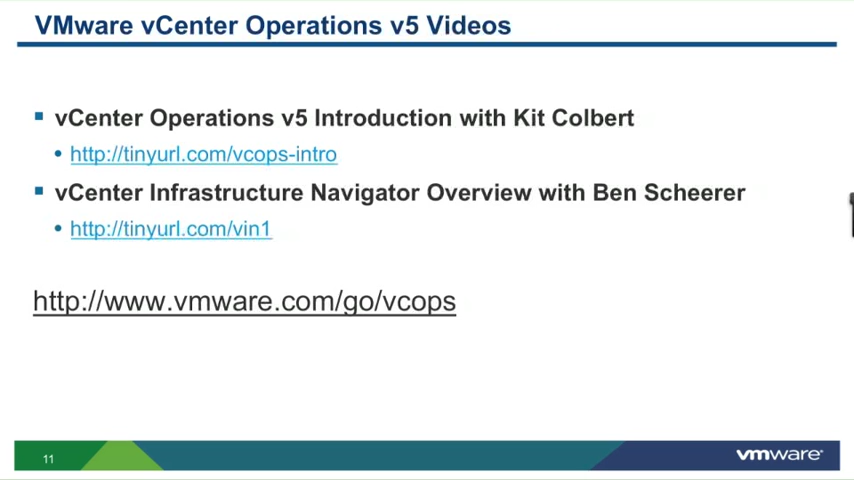 VMware vCenter Operations v5 Videos
vCenter Operations v5 Introduction with Kit Colbert
http://tinyurl.com/vcops-intro
vCenter Infrastructure Navigator Overview with Ben Scheerer
http://tinyurl.com/vin1
http://www.vmware.com/go/vcops
11
vmware